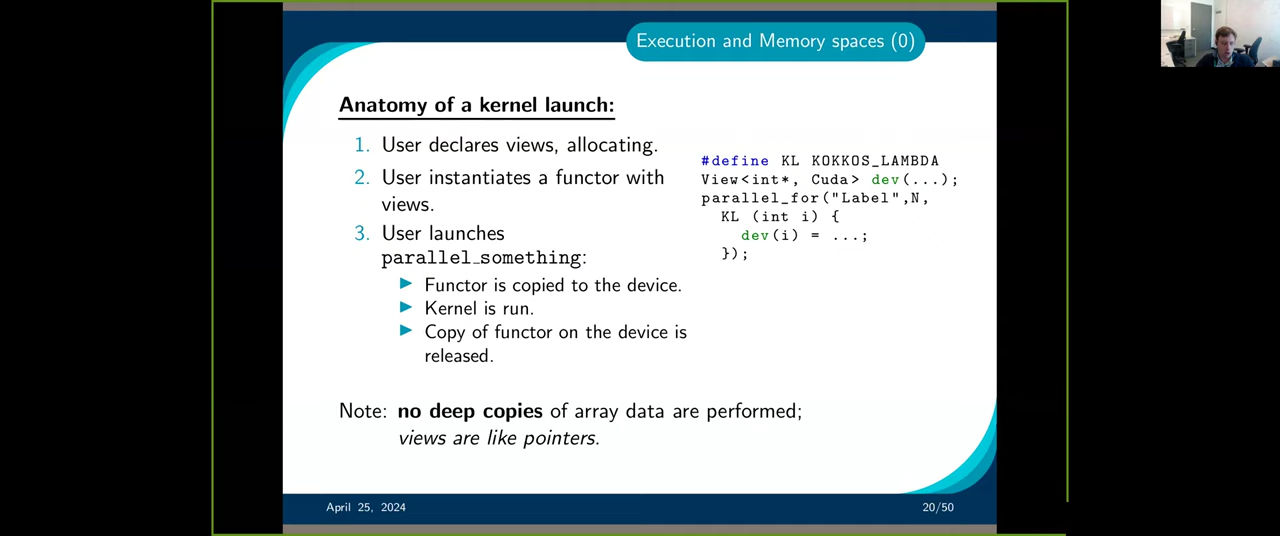 Execution and Memory spaces (0)
Anatomy of a kernel launch:
1. User declares views, allocating.
2. User instantiates a functor with
views.
3. User launches
parallel_something:
Functor is copied to the device.
Kernel is run.
Copy of functor on the device is
released.
#define KL KOKKOS_LAMBDA
View<int*, Cuda> dev(...);
parallel_for("Label",N,
KL (int i) {
dev(i) = ...;
});
Note: no deep copies of array data are performed;
views are like pointers.
April 25, 2024
20/50